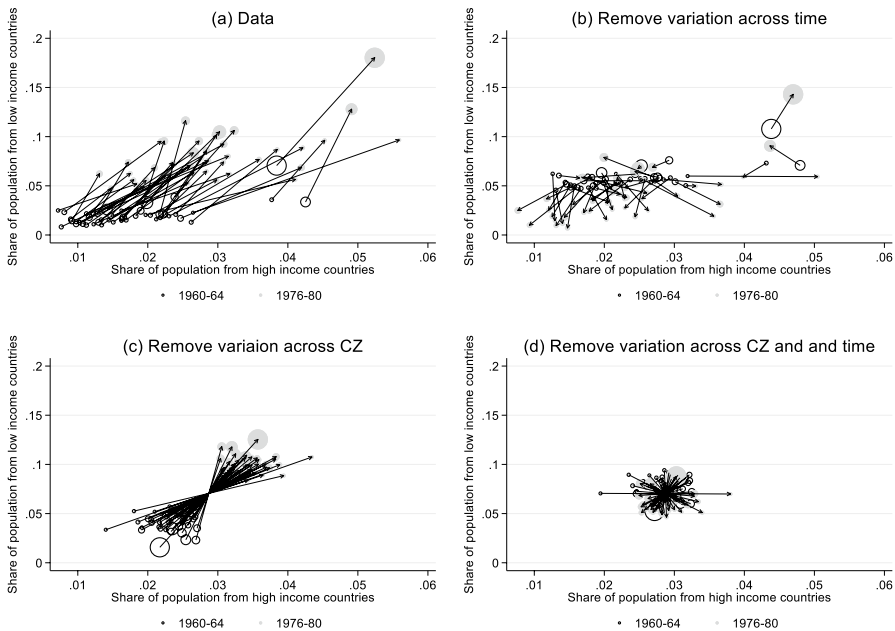 (a) Data
Share of population from low income countries
.2
.15
.1
.05
0
.01 .02 .03 .04 .05 .06
Share of population from high income countries
1960-64 1976-80
(b) Remove variation across time
Share of population from low income countries
.2
.15
.1
.05
0
.01 .02 .03 .04 .05 .06
Share of population from high income countries
1960-64 1976-80
(c) Remove variaion across CZ
Share of population from low income countries
.2
.15
.1
.05
0
.01 .02 .03 .04 .05 .06
Share of population from high income countries
1960-64 1976-80
(d) Remove variation across CZ and and time
Share of population from low income countries
.2
.15
.1
.05
0
.01 .02 .03 .04 .05 .06
Share of population from high income countries
1960-64 1976-80